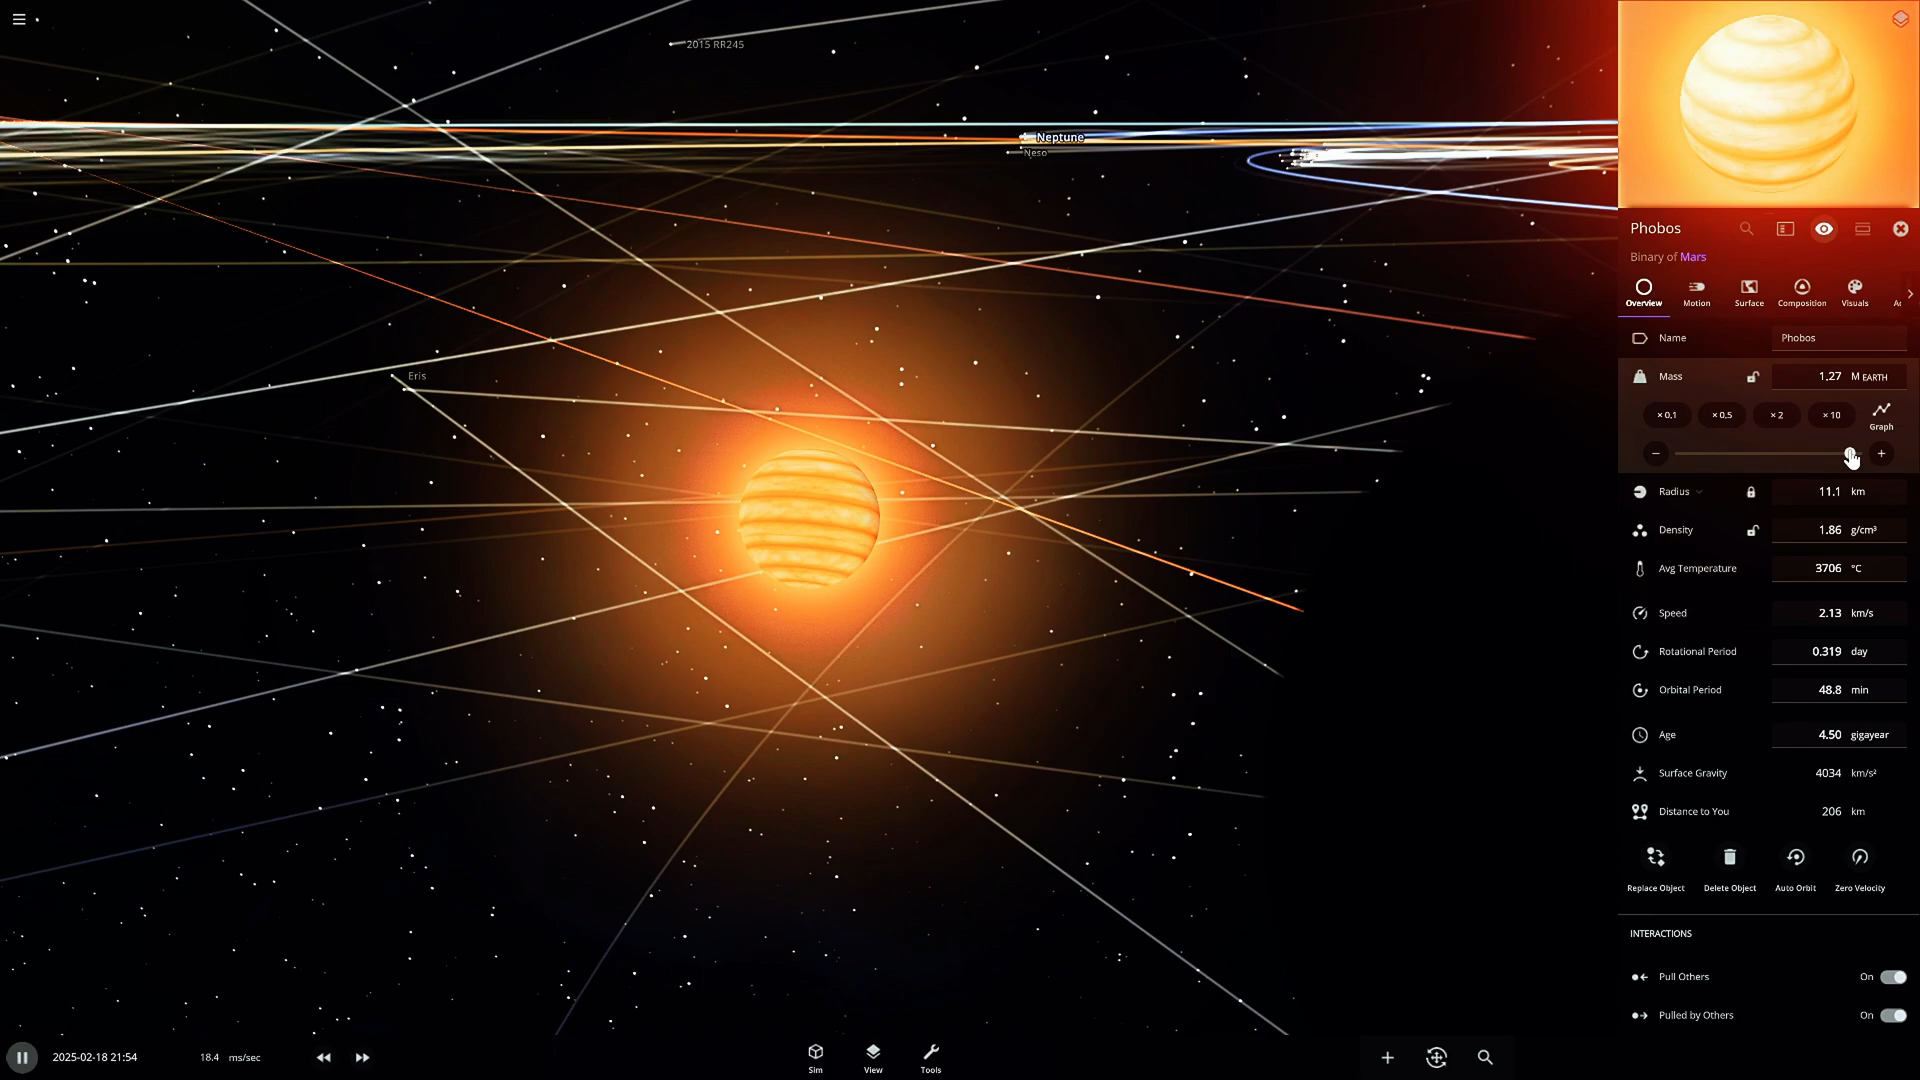 2015 RR245
Neptune
Neso
Eris
Phobos
Binary of Mars
Overview
Motion
Surface
Composition
Visuals
Name
Phobos
Mass
1.27 M EARTH
× 0.1
× 0.5
× 2
× 10
Graph
Radius
11.1 km
Density
1.86 g/cm³
Avg Temperature
3706 °C
Speed
2.13 km/s
Rotational Period
0.319 day
Orbital Period
48.8 min
Age
4.50 gigayear
Surface Gravity
4034 km/s²
Distance to You
206 km
Replace Object
Delete Object
Auto Orbit
Zero Velocity
INTERACTIONS
Pull Others
On
Pulled by Others
On
2025-02-18 21:54
18.4 ms/sec
Sim
View
Tools